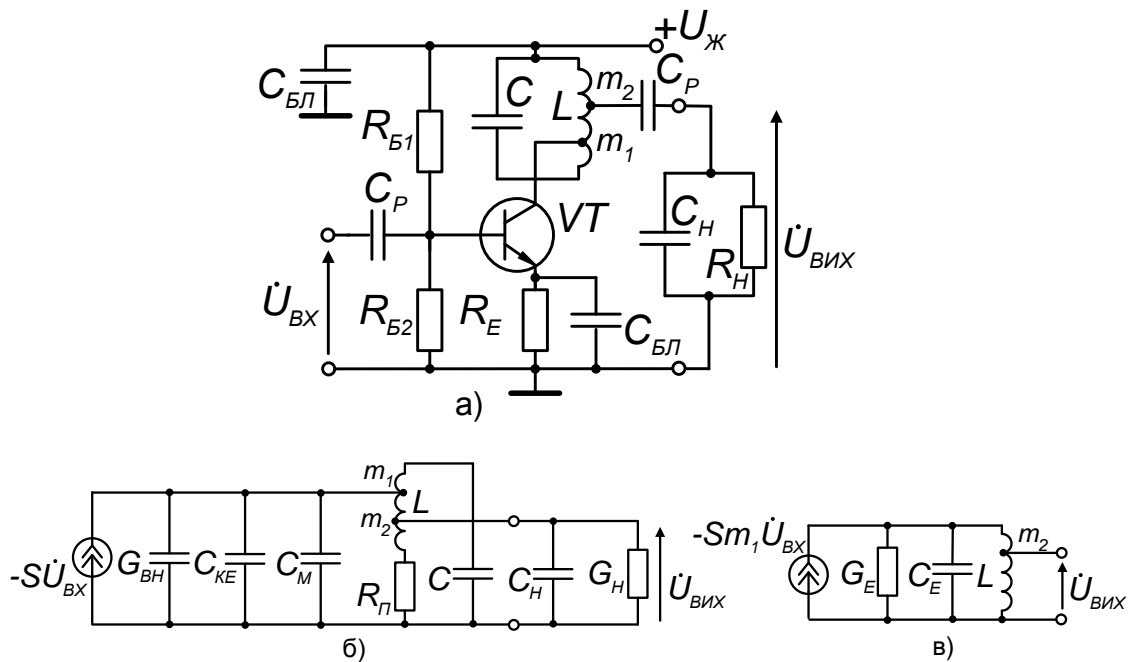 +U_Ж
C_БЛ
R_Б1
C
L
m_2
m_1
C_Р
C_Р
VT
C_Н
R_Н
U̇_ВИХ
U̇_ВХ
R_Б2
R_Е
C_БЛ
а)
-SU̇_ВХ
G_ВН
C_КЕ
C_М
m_1
L
m_2
R_П
C
C_Н
G_Н
U̇_ВИХ
б)
-Sm_1U̇_ВХ
G_Е
C_Е
L
m_2
U̇_ВИХ
в)